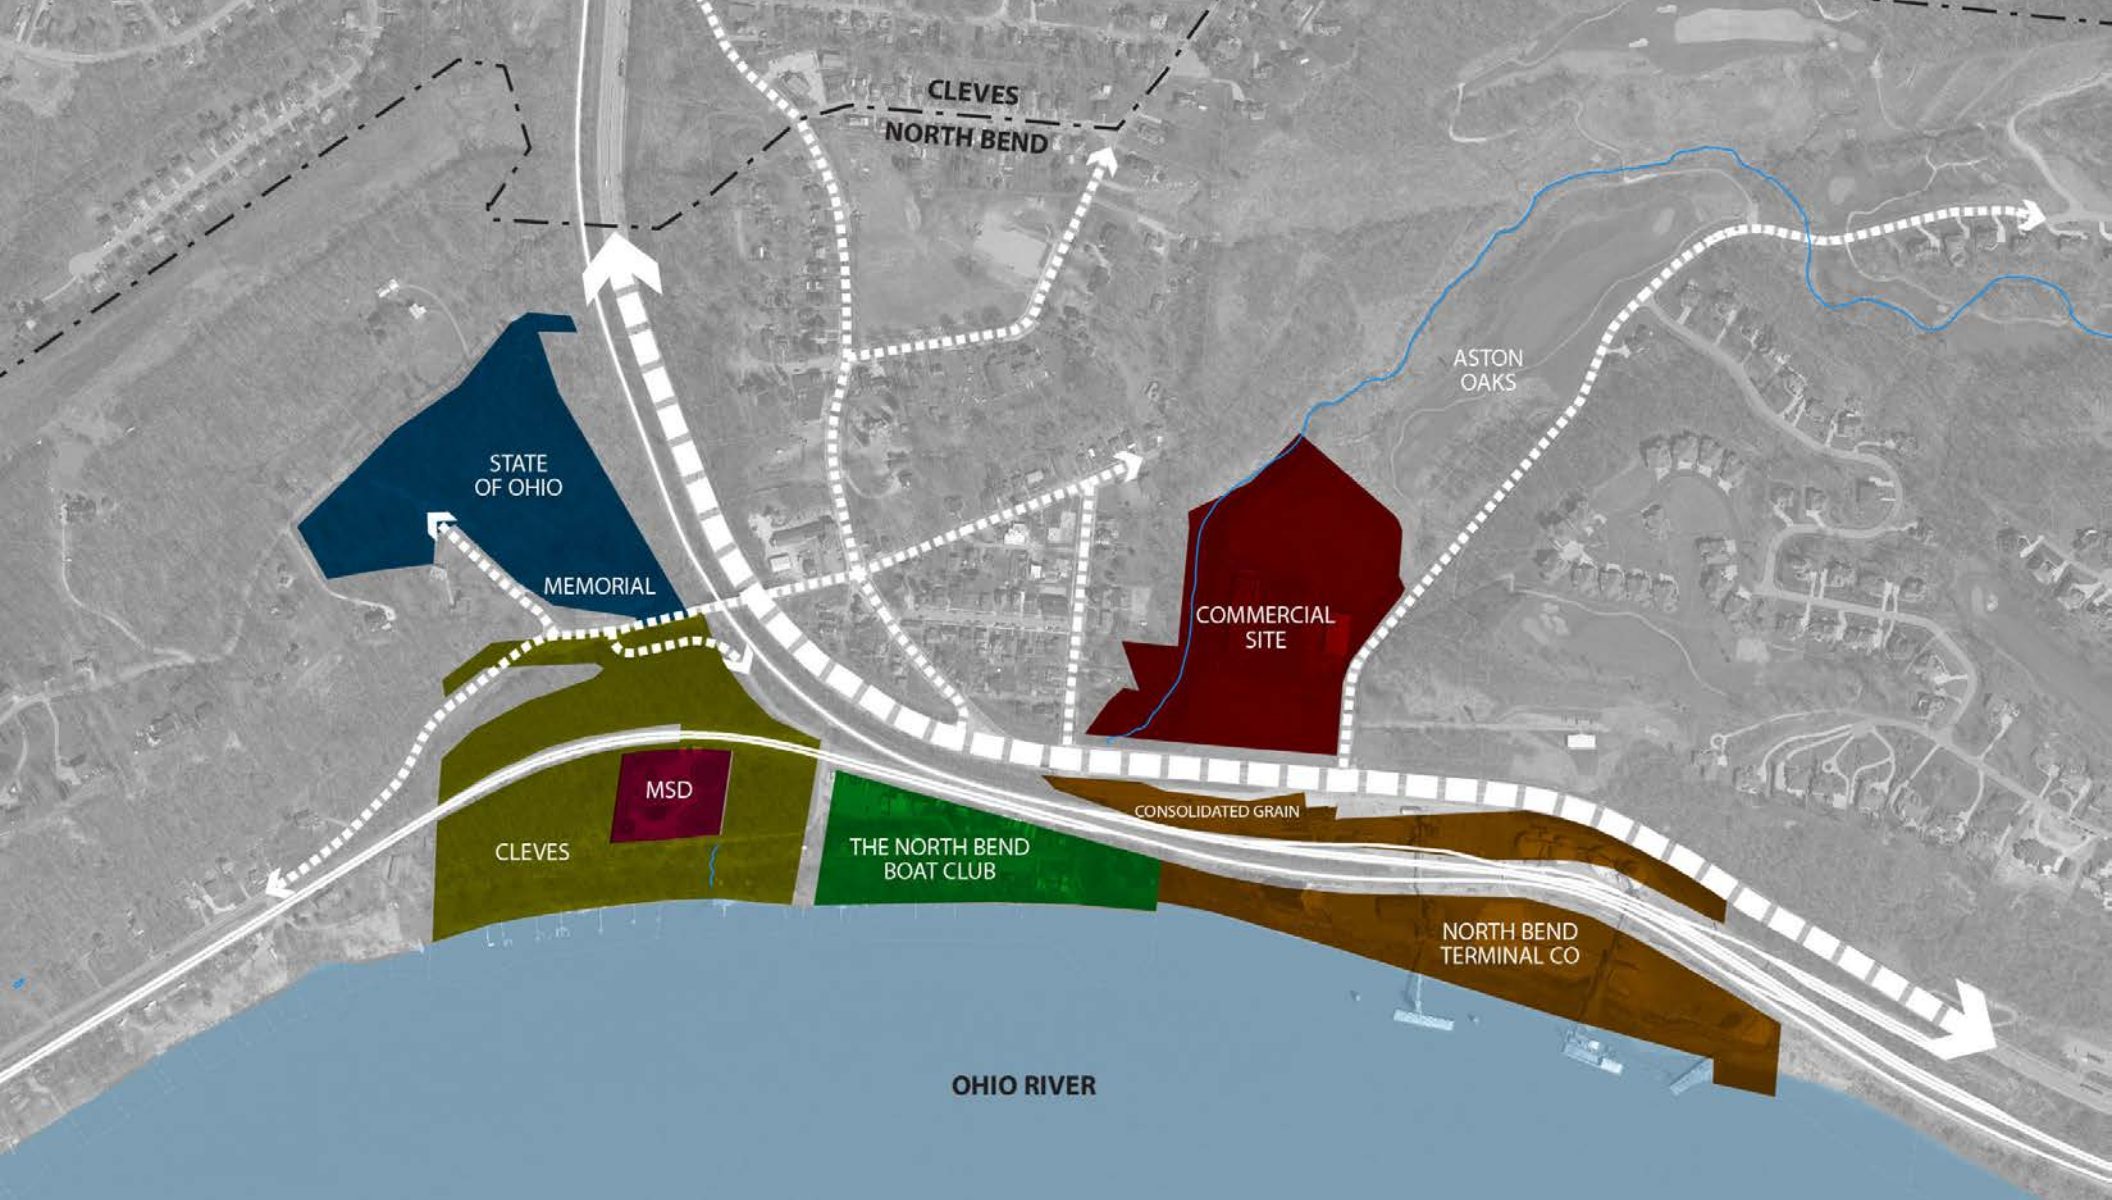 CLEVES
NORTH BEND
ASTON
OAKS
STATE
OF OHIO
MEMORIAL
COMMERCIAL
SITE
MSD
CONSOLIDATED GRAIN
CLEVES
THE NORTH BEND
BOAT CLUB
NORTH BEND
TERMINAL CO
OHIO RIVER